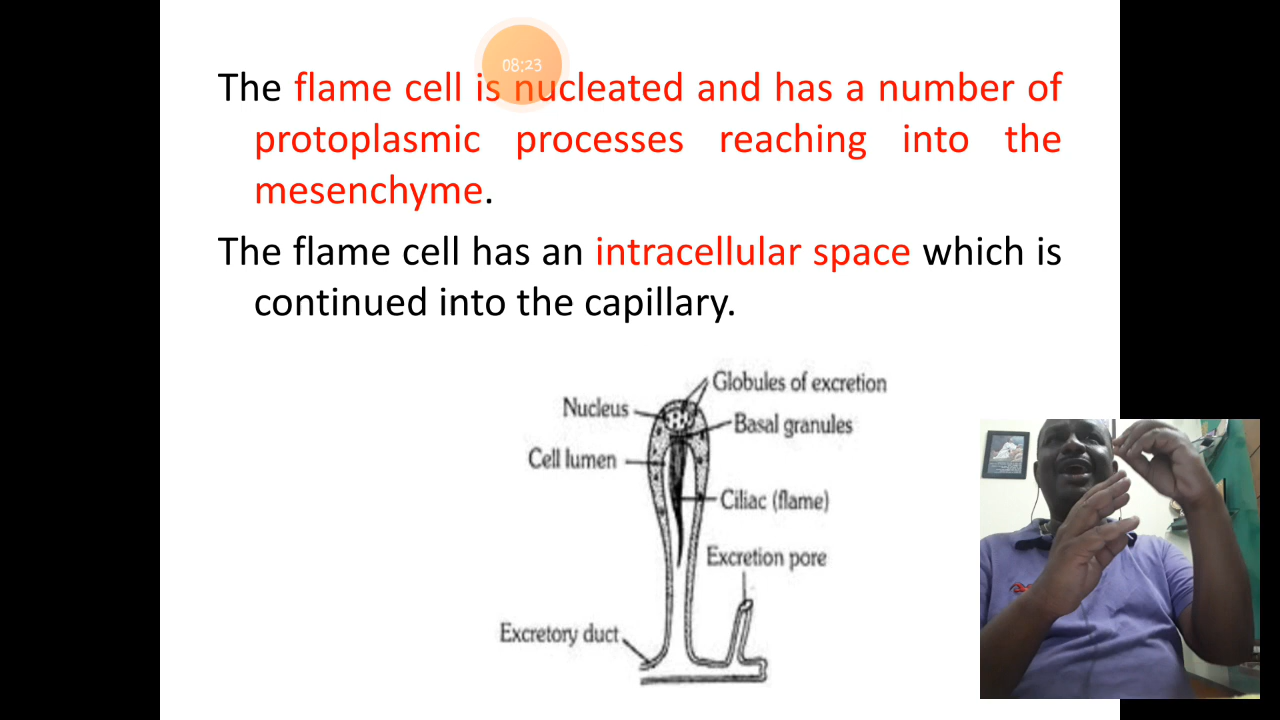 08:23
The flame cell is nucleated and has a number of
protoplasmic processes reaching into the
mesenchyme.
The flame cell has an intracellular space which is
continued into the capillary.
Globules of excretion
Nucleus
Basal granules
Cell lumen
Ciliac (flame)
Excretion pore
Excretory duct